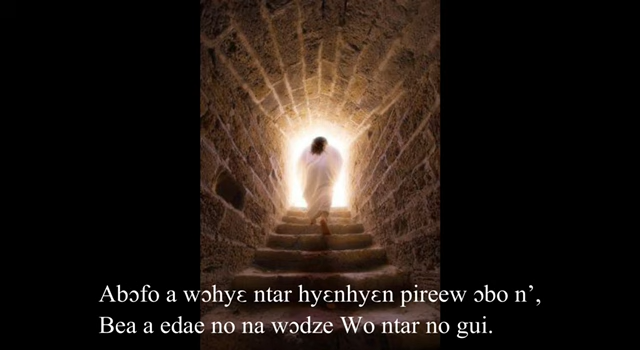 Abɔfo a wɔhyɛ ntar hyɛnhyɛn pireew ɔbo n’,
Bea a edae no na wɔdze Wo ntar no gui.